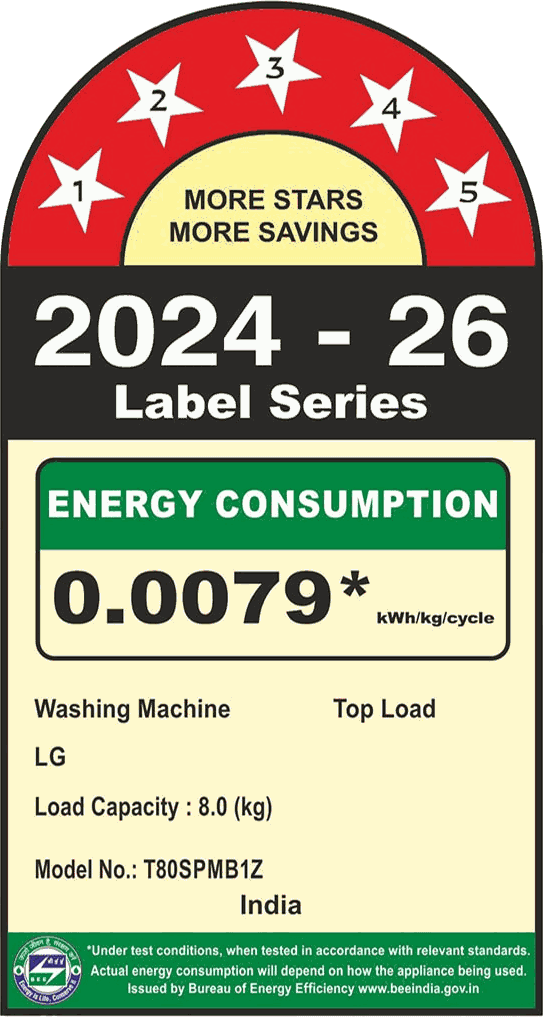 1 2 3 4 5
MORE STARS
MORE SAVINGS
2024 - 26
Label Series
ENERGY CONSUMPTION
0.0079* kWh/kg/cycle
Washing Machine Top Load
LG
Load Capacity : 8.0 (kg)
Model No.: T80SPMB1Z
India
*Under test conditions, when tested in accordance with relevant standards.
Actual energy consumption will depend on how the appliance being used.
Issued by Bureau of Energy Efficiency www.beeindia.gov.in